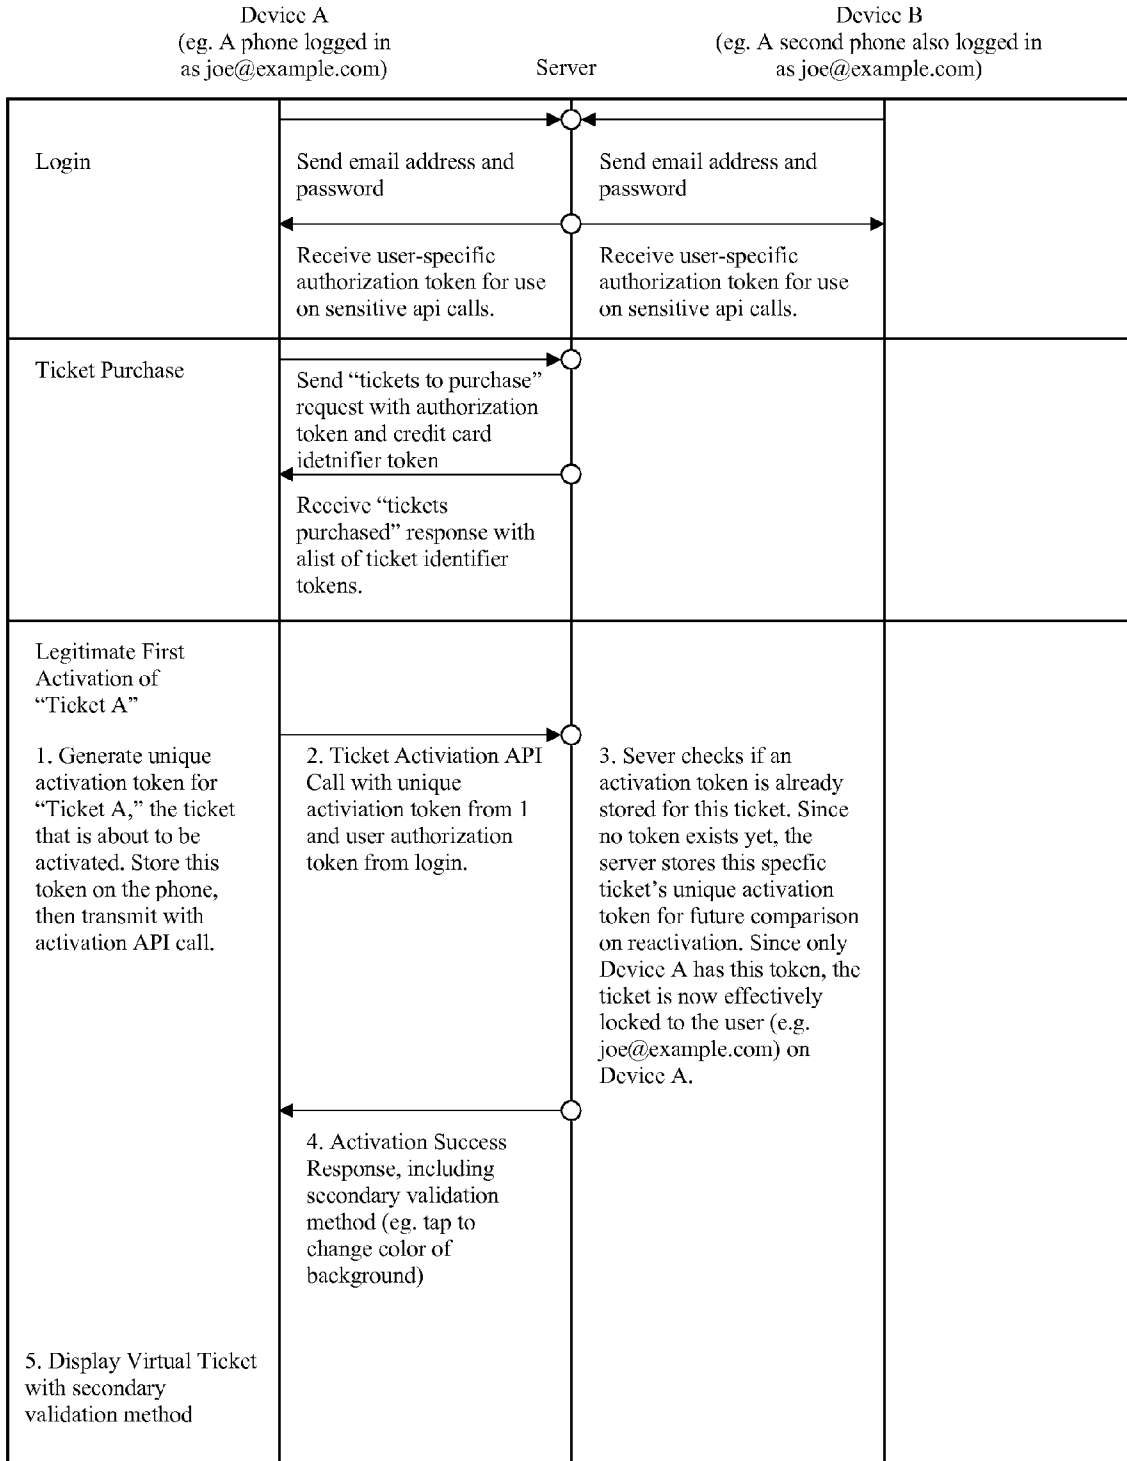 Device A
(eg. A phone logged in
as joe@example.com)
Server
Device B
(eg. A second phone also logged in
as joe@example.com)
Login
Send email address and
password
Send email address and
password
Receive user-specific
authorization token for use
on sensitive api calls.
Receive user-specific
authorization token for use
on sensitive api calls.
Ticket Purchase
Send “tickets to purchase”
request with authorization
token and credit card
idetnifier token
Receive “tickets
purchased” response with
alist of ticket identifier
tokens.
Legitimate First
Activation of
“Ticket A”
1. Generate unique
activation token for
“Ticket A,” the ticket
that is about to be
activated. Store this
token on the phone,
then transmit with
activation API call.
2. Ticket Activiation API
Call with unique
activiation token from 1
and user authorization
token from login.
3. Sever checks if an
activation token is already
stored for this ticket. Since
no token exists yet, the
server stores this specfic
ticket’s unique activation
token for future comparison
on reactivation. Since only
Device A has this token, the
ticket is now effectively
locked to the user (e.g.
joe@example.com) on
Device A.
4. Activation Success
Response, including
secondary validation
method (eg. tap to
change color of
background)
5. Display Virtual Ticket
with secondary
validation method